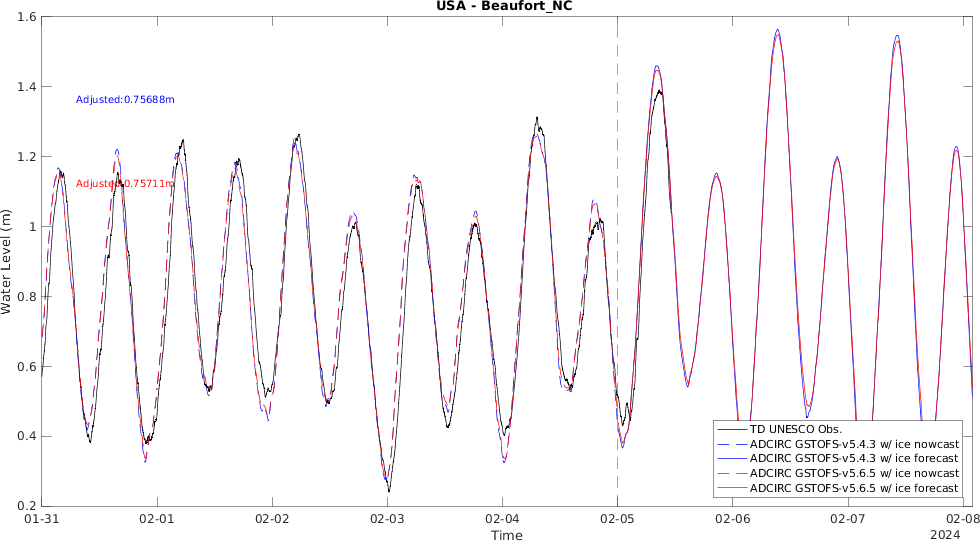 USA - Beaufort_NC
1.6
1.4
1.2
1
0.8
0.6
0.4
0.2
Water Level (m)
Adjusted:0.75688m
Adjusted:0.75711m
TD UNESCO Obs.
ADCIRC GSTOFS-v5.4.3 w/ ice nowcast
ADCIRC GSTOFS-v5.4.3 w/ ice forecast
ADCIRC GSTOFS-v5.6.5 w/ ice nowcast
ADCIRC GSTOFS-v5.6.5 w/ ice forecast
01-31 02-01 02-02 02-03 02-04 02-05 02-06 02-07 02-08
Time
2024